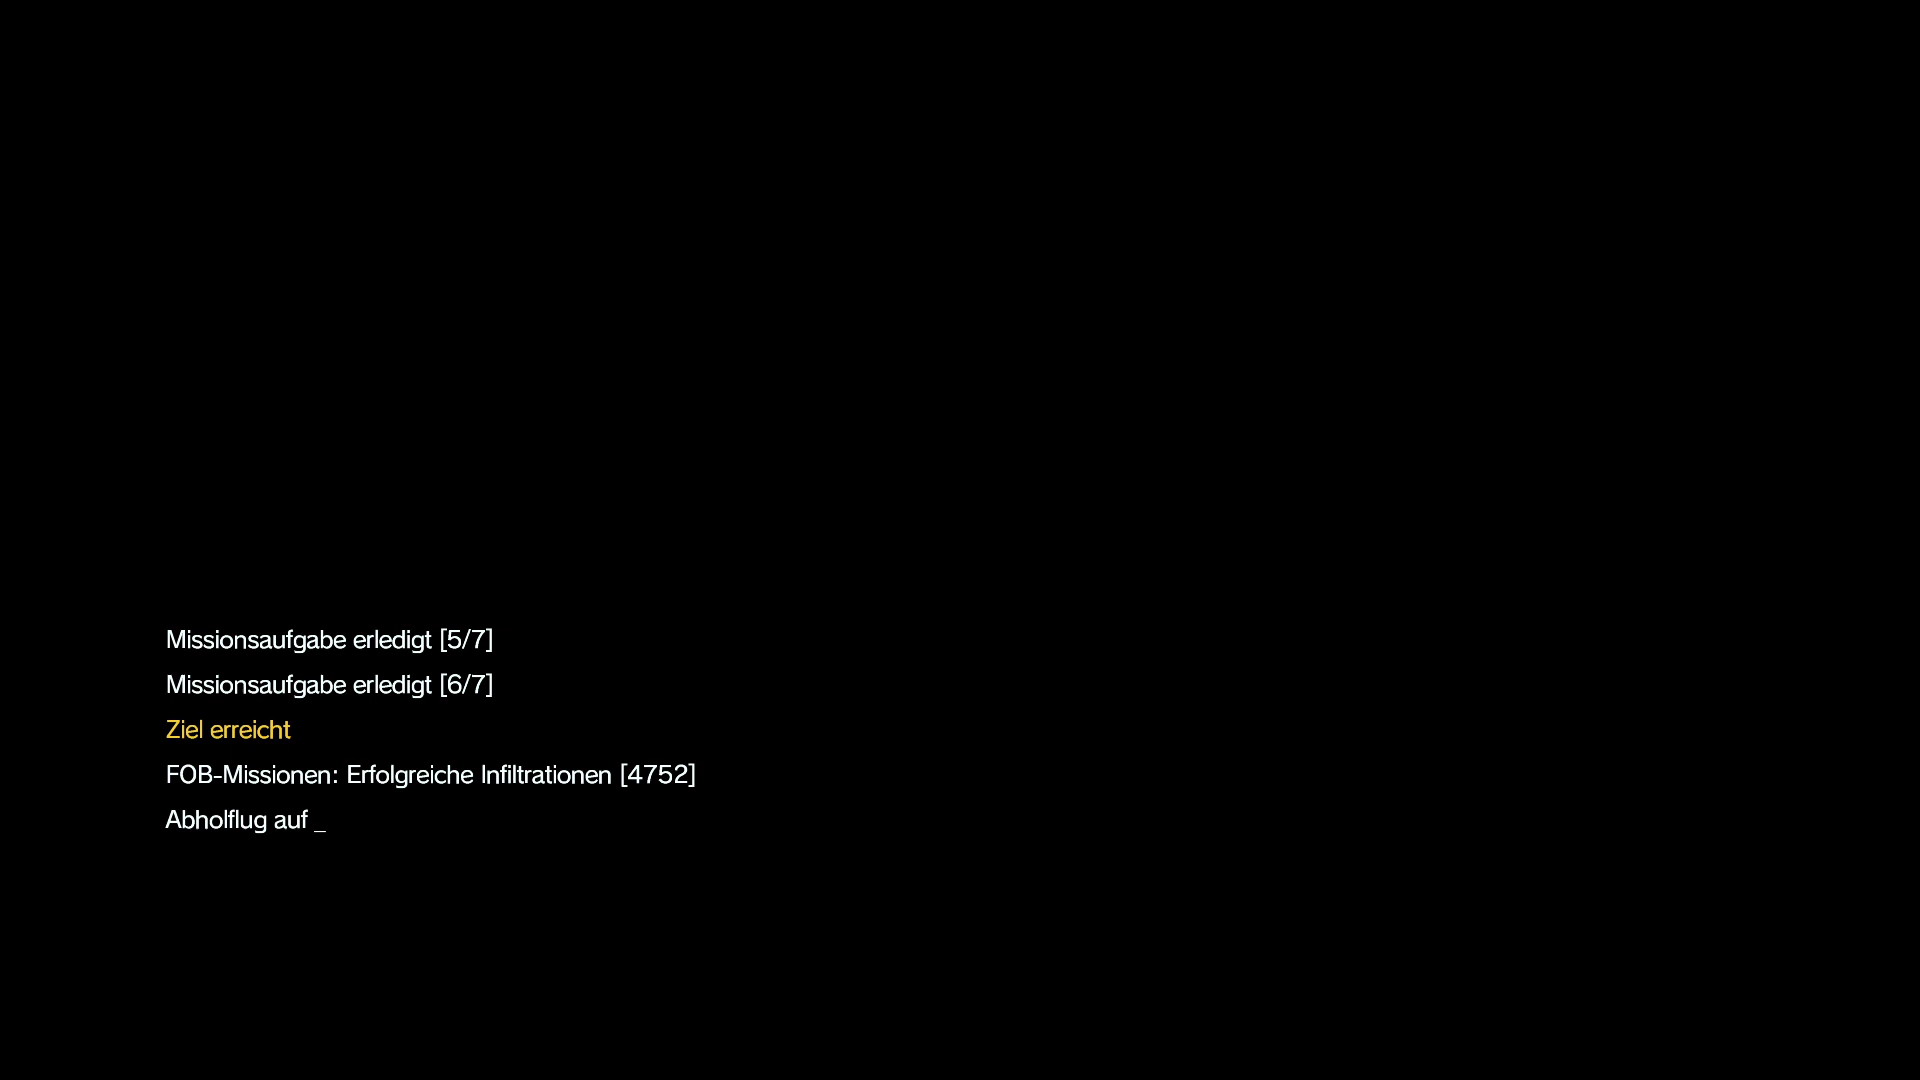 Missionsaufgabe erledigt [5/7]
Missionsaufgabe erledigt [6/7]
Ziel erreicht
FOB-Missionen: Erfolgreiche Infiltrationen [4752]
Abholflug auf _